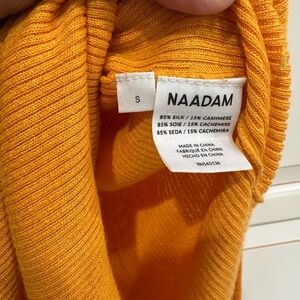 S
NAADAM
85% SILK / 15% CASHMERE
85% SOIE / 15% CACHEMIRE
85% SEDA / 15% CACHEMIRA
MADE IN CHINA
FABRIQUÉ EN CHINE
HECHO EN CHINA